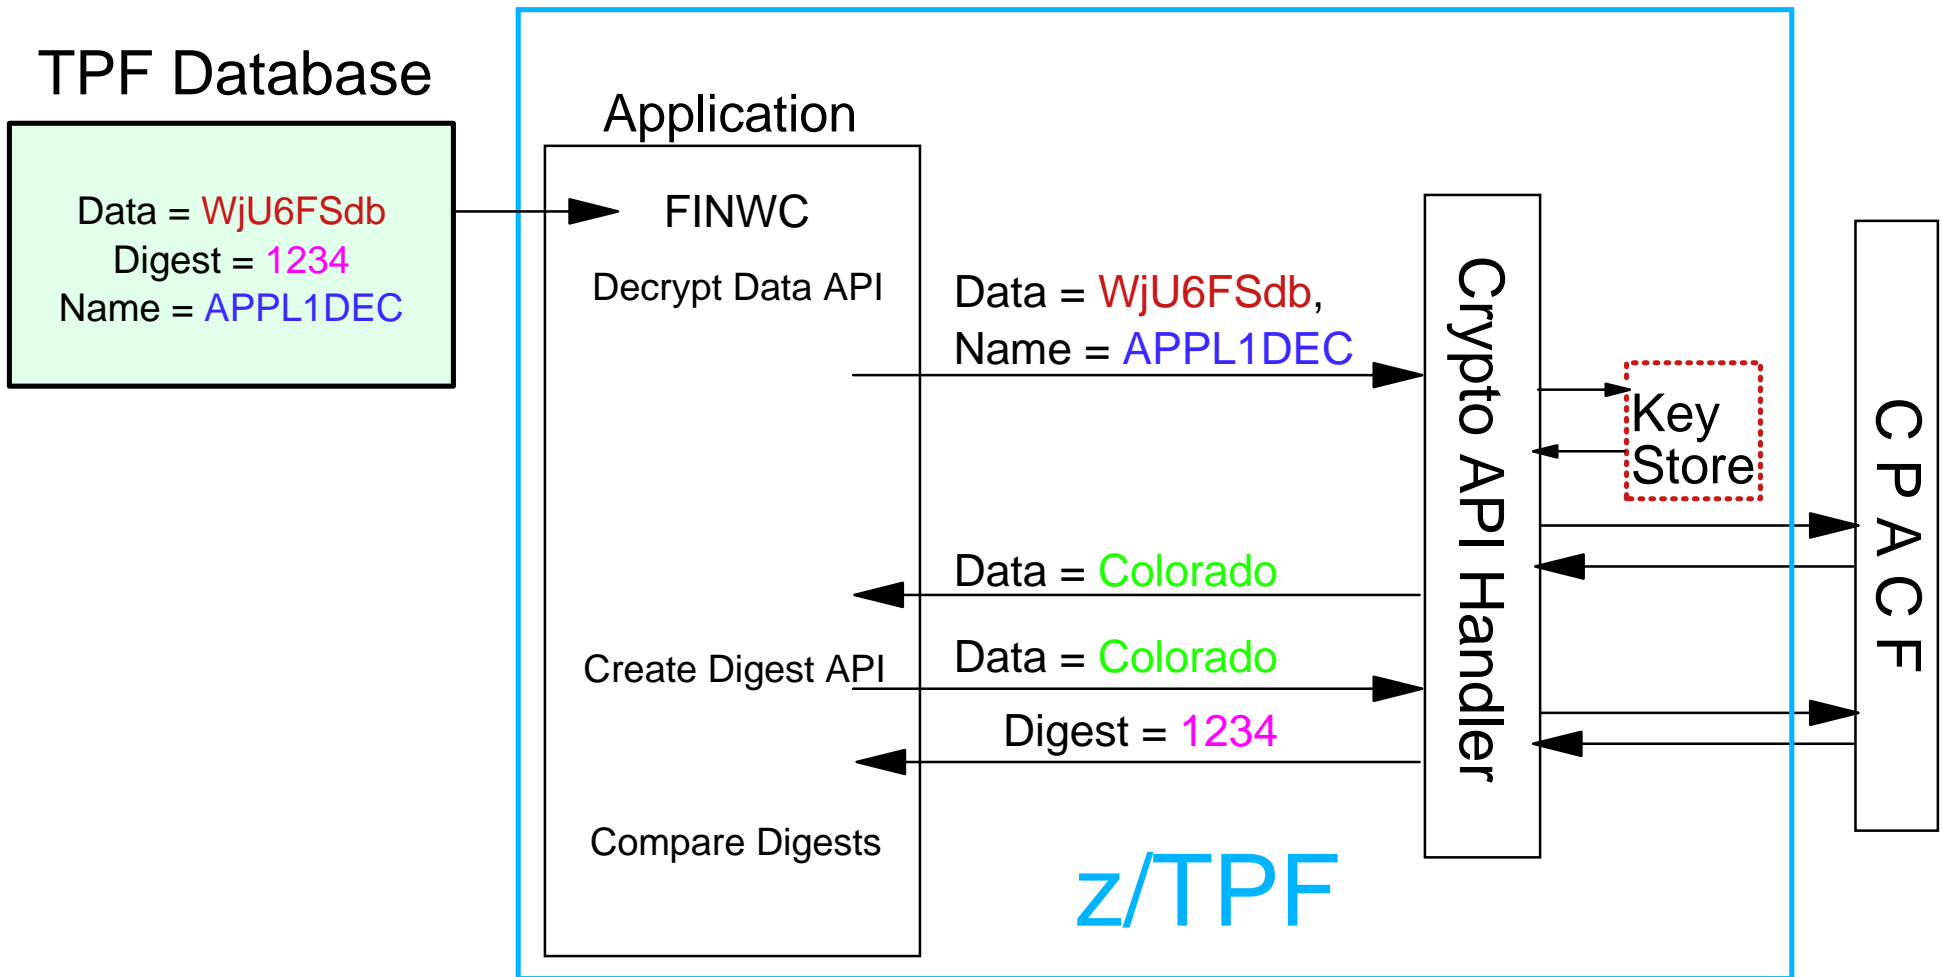 TPF Database
Data = WjU6FSdb
Digest = 1234
Name = APPL1DEC
Application
FINWC
Decrypt Data API
Data = WjU6FSdb,
Name = APPL1DEC
Data = Colorado
Create Digest API
Data = Colorado
Digest = 1234
Compare Digests
Crypto API Handler
Key
Store
C P A C F
z/TPF